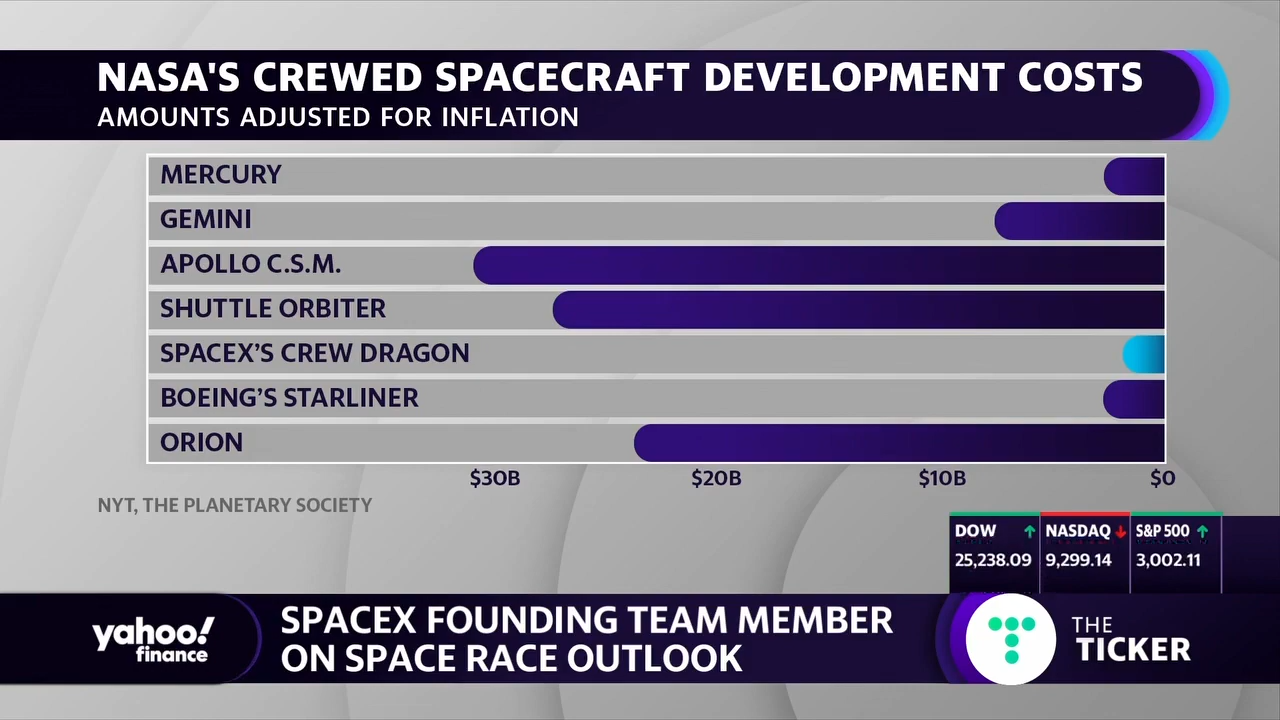 NASA'S CREWED SPACECRAFT DEVELOPMENT COSTS
AMOUNTS ADJUSTED FOR INFLATION
MERCURY
GEMINI
APOLLO C.S.M.
SHUTTLE ORBITER
SPACEX'S CREW DRAGON
BOEING'S STARLINER
ORION
$30B $20B $10B $0
NYT, THE PLANETARY SOCIETY
DOW NASDAQ S&P 500
25,238.09 9,299.14 3,002.11
yahoo!
finance
SPACEX FOUNDING TEAM MEMBER
ON SPACE RACE OUTLOOK
THE
TICKER